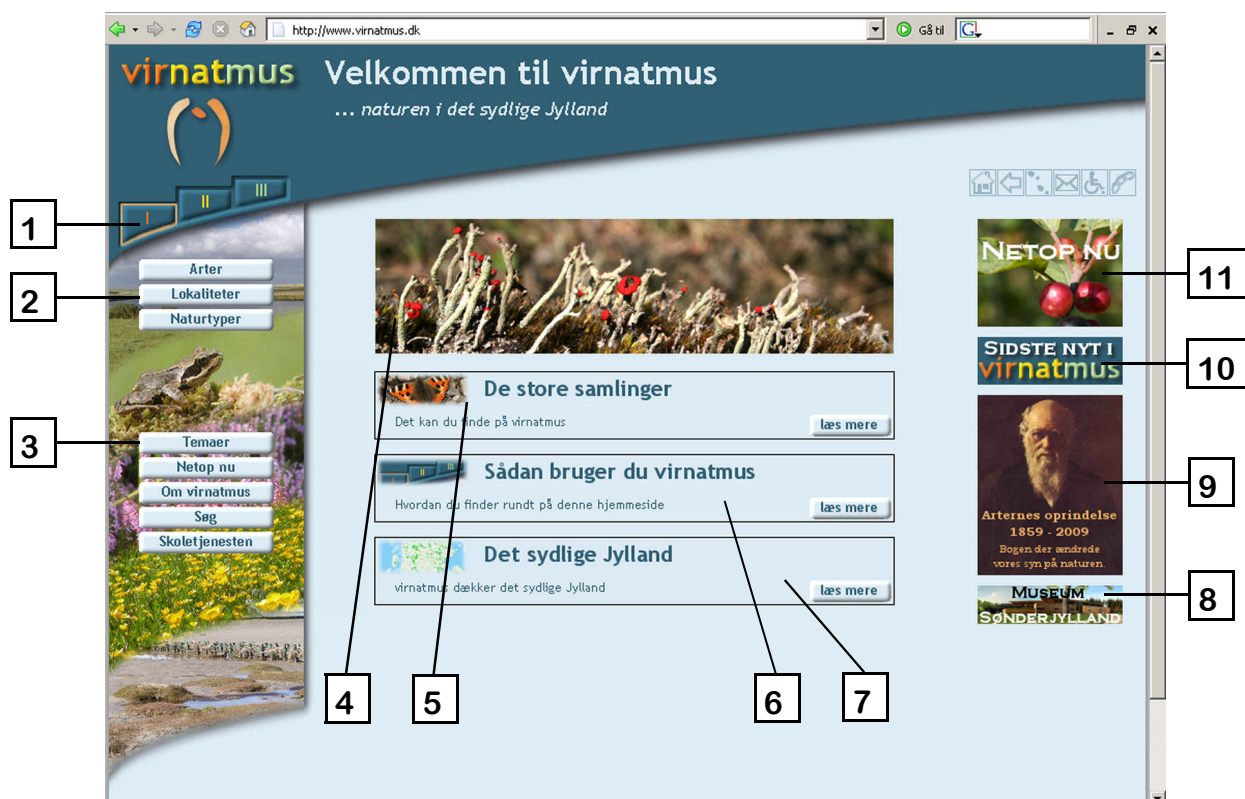 http://www.virnatmus.dk
Gå til
G
virnatmus
Velkommen til virnatmus
... naturen i det sydlige Jylland
I
II
III
1
Arter
2
Lokaliteter
Naturtyper
3
Temaer
Netop nu
Om virnatmus
Søg
Skoletjenesten
De store samlinger
Det kan du finde på virnatmus
læs mere
II
III
Sådan bruger du virnatmus
Hvordan du finder rundt på denne hjemmeside
læs mere
Det sydlige Jylland
virnatmus dækker det sydlige Jylland
læs mere
4
5
6
7
NETOP NU
11
SIDSTE NYT I
virnatmus
10
9
Arternes oprindelse
1859 - 2009
Bogen der ændrede
vores syn på naturen.
MUSEUM
SØNDERJYLLAND
8